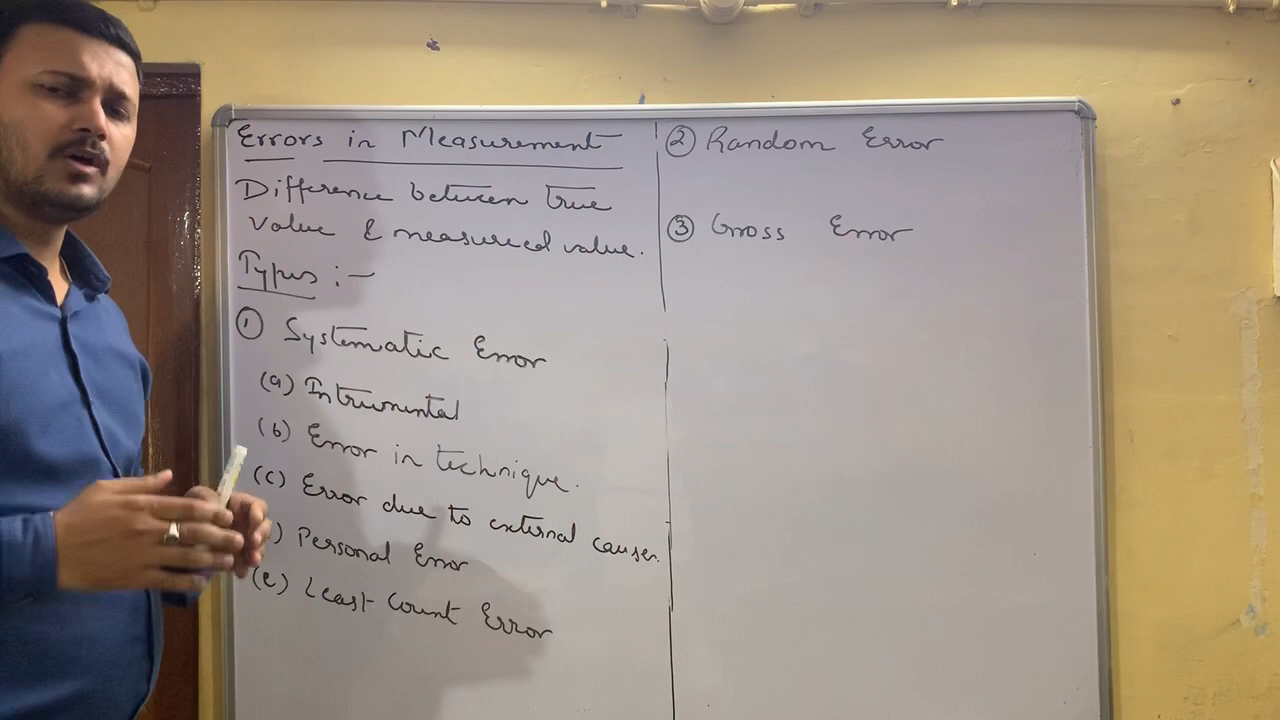 Errors in Measurement
Difference between true
value & measured value.
Types :-
① Systematic Error
(a) Intrumental
(b) Error in technique.
(c) Error due to external causes.
) Personal Error
(e) Least Count Error
② Random Error
③ Gross Error